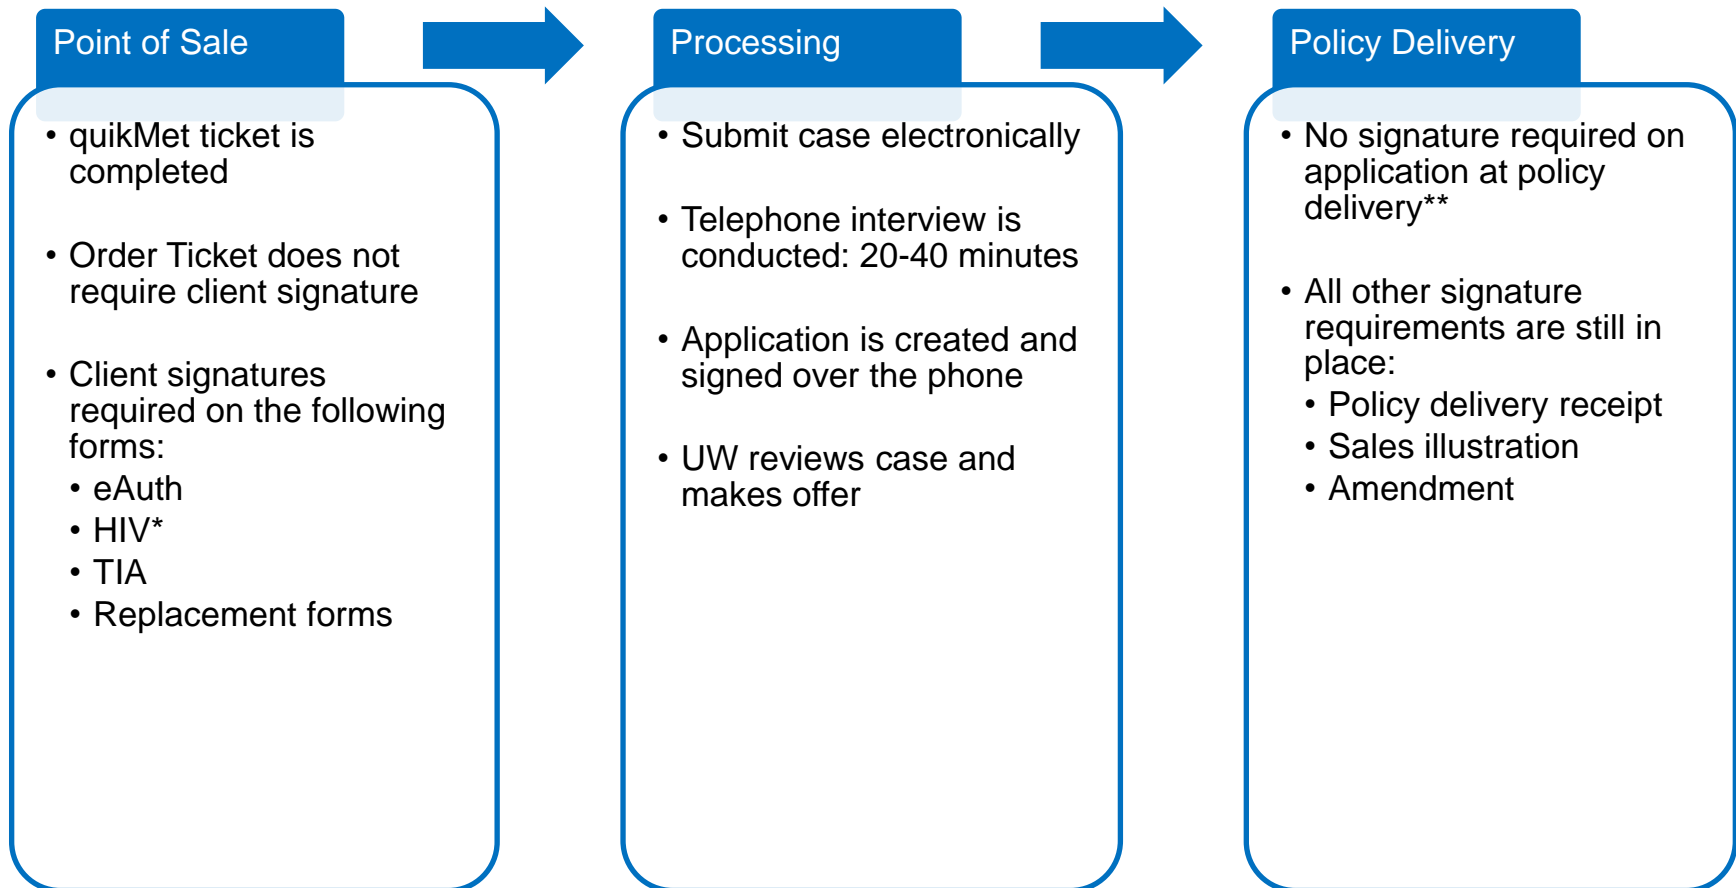 Point of Sale
• quikMet ticket is
completed
• Order Ticket does not
require client signature
• Client signatures
required on the following
forms:
• eAuth
• HIV*
• TIA
• Replacement forms
Processing
• Submit case electronically
• Telephone interview is
conducted: 20-40 minutes
• Application is created and
signed over the phone
• UW reviews case and
makes offer
Policy Delivery
• No signature required on
application at policy
delivery**
• All other signature
requirements are still in
place:
• Policy delivery receipt
• Sales illustration
• Amendment